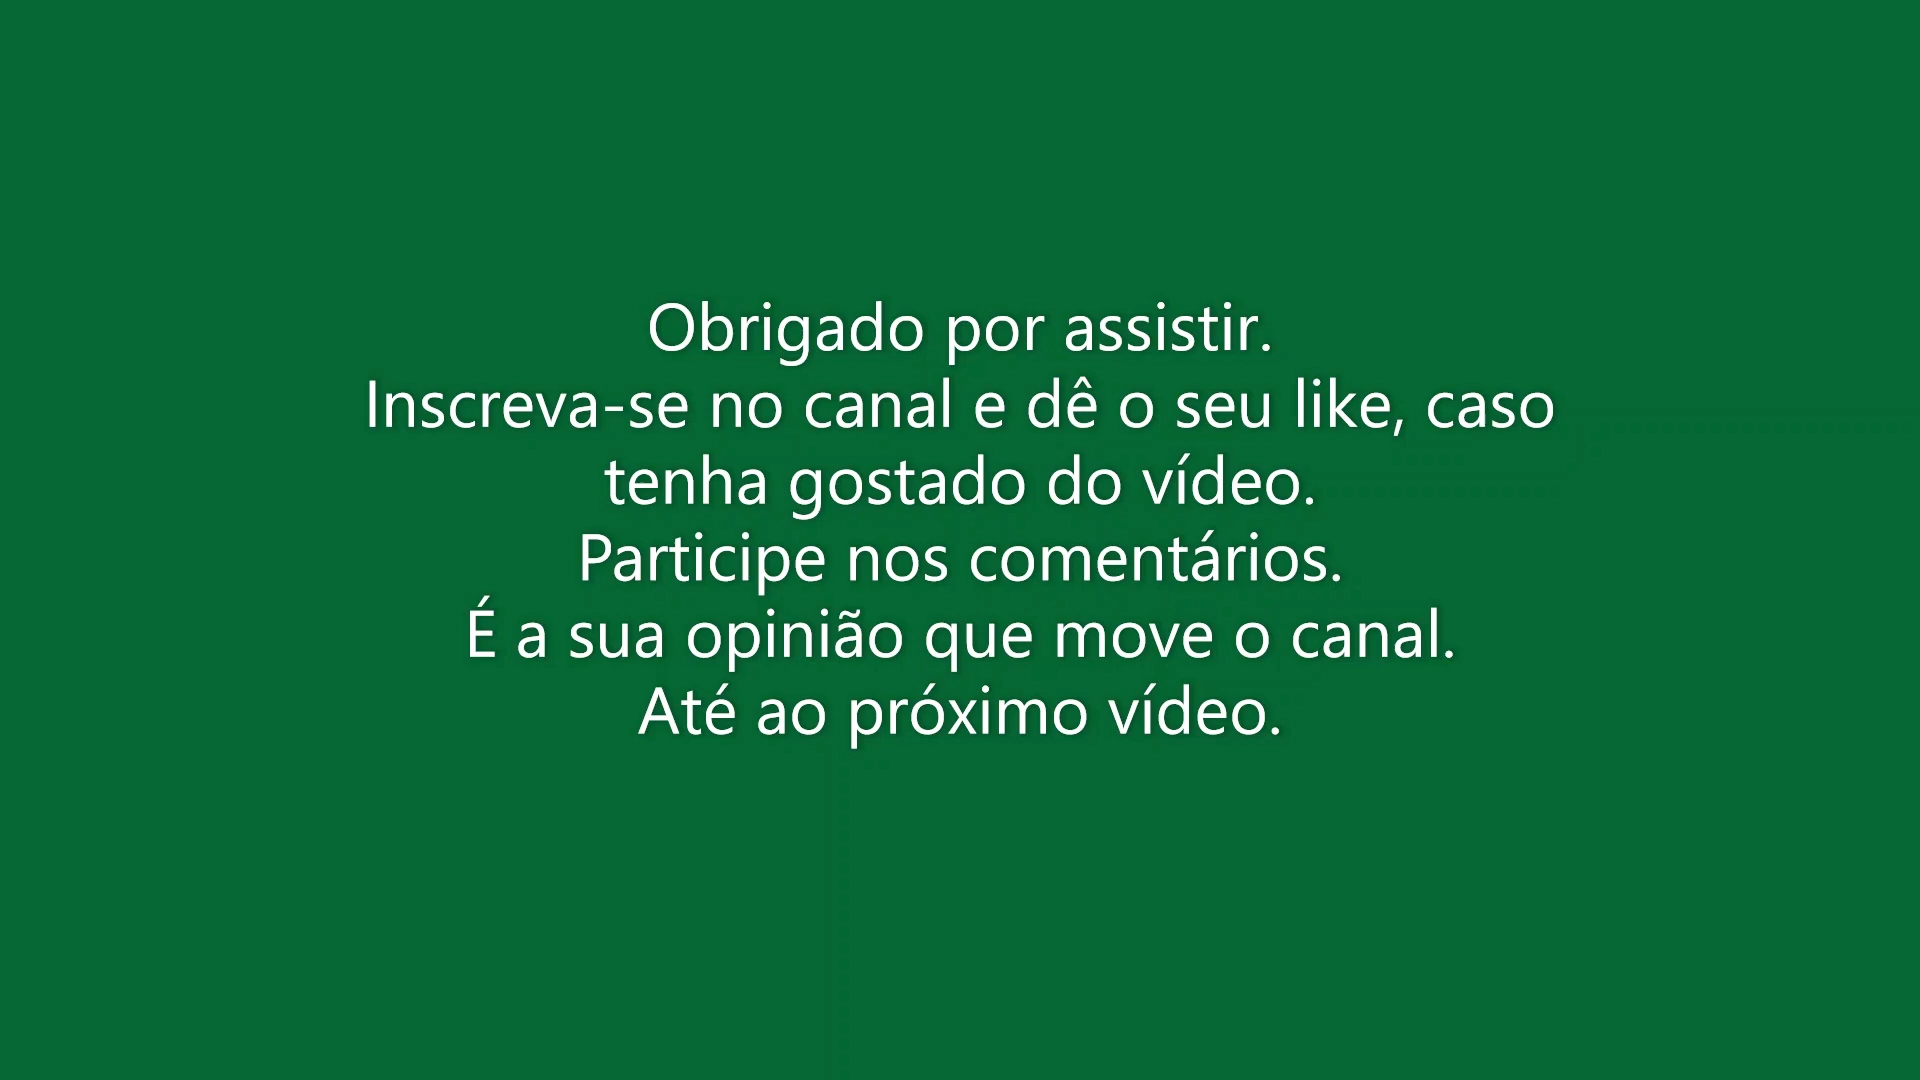 Obrigado por assistir.
Inscreva-se no canal e dê o seu like, caso
tenha gostado do vídeo.
Participe nos comentários.
É a sua opinião que move o canal.
Até ao próximo vídeo.